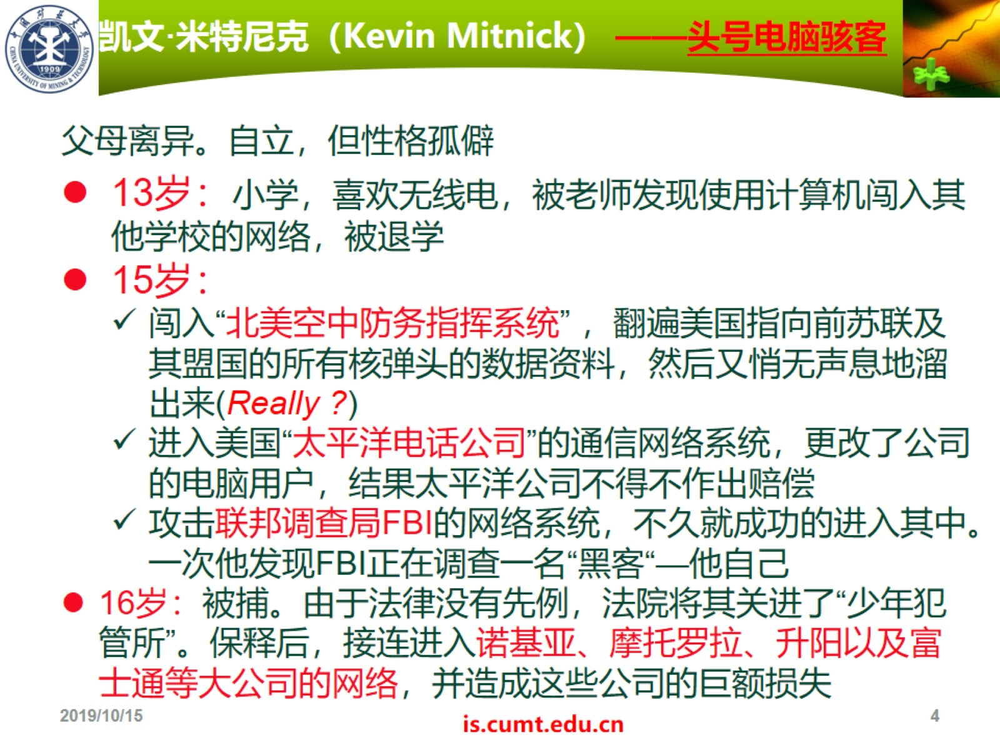 中国矿业大学
CHINA UNIVERSITY OF MINING & TECHNOLOGY
1909
凯文·米特尼克（Kevin Mitnick） ——头号电脑骇客
父母离异。自立，但性格孤僻
● 13岁：小学，喜欢无线电，被老师发现使用计算机闯入其
他学校的网络，被退学
● 15岁：
✓ 闯入“北美空中防务指挥系统” ，翻遍美国指向前苏联及
其盟国的所有核弹头的数据资料，然后又悄无声息地溜
出来(Really ?)
✓ 进入美国“太平洋电话公司”的通信网络系统，更改了公司
的电脑用户，结果太平洋公司不得不作出赔偿
✓ 攻击联邦调查局FBI的网络系统，不久就成功的进入其中。
一次他发现FBI正在调查一名“黑客“—他自己
● 16岁：被捕。由于法律没有先例，法院将其关进了“少年犯
管所”。保释后，接连进入诺基亚、摩托罗拉、升阳以及富
士通等大公司的网络，并造成这些公司的巨额损失
2019/10/15
is.cumt.edu.cn
4